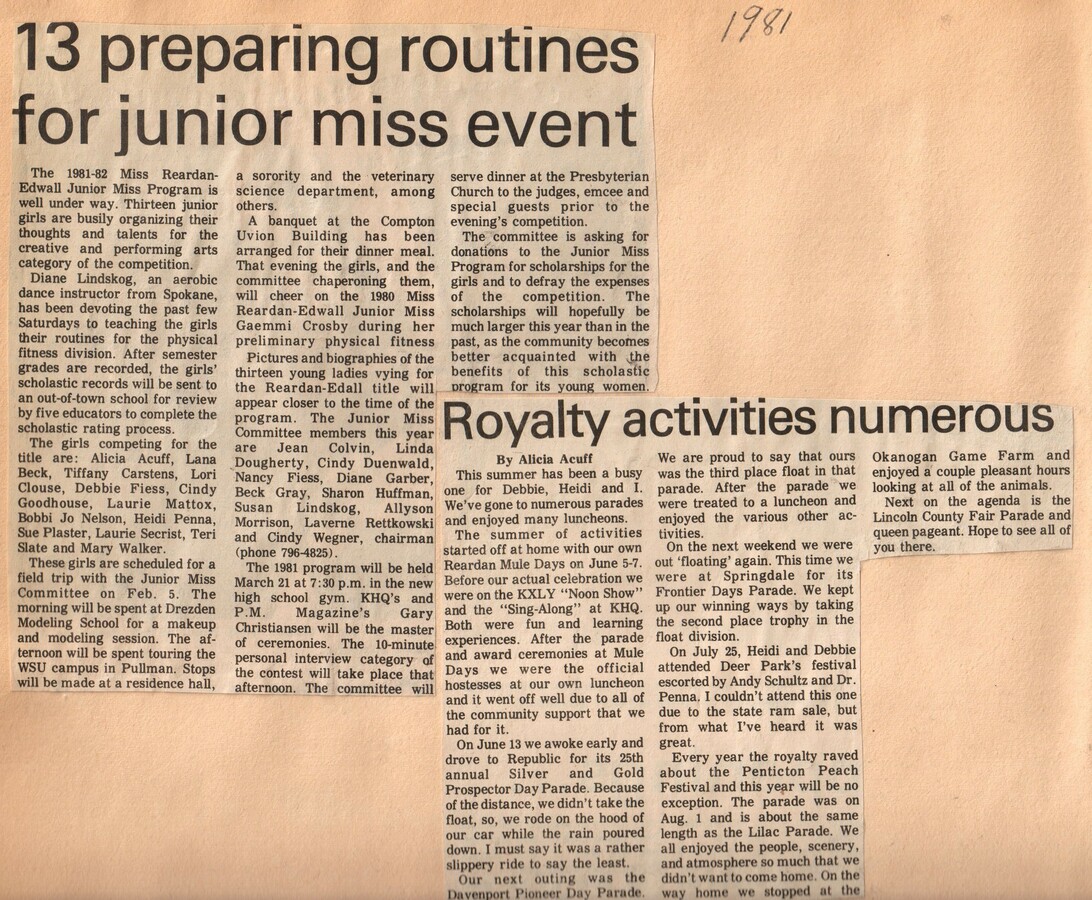 1981
13 preparing routines
for junior miss event
The 1981-82 Miss Reardan-
Edwall Junior Miss Program is
well under way. Thirteen junior
girls are busily organizing their
thoughts and talents for the
creative and performing arts
category of the competition.
Diane Lindskog, an aerobic
dance instructor from Spokane,
has been devoting the past few
Saturdays to teaching the girls
their routines for the physical
fitness division. After semester
grades are recorded, the girls'
scholastic records will be sent to
an out-of-town school for review
by five educators to complete the
scholastic rating process.
The girls competing for the
title are: Alicia Acuff, Lana
Beck, Tiffany Carstens, Lori
Clouse, Debbie Fiess, Cindy
Goodhouse, Laurie Mattox,
Bobbi Jo Nelson, Heidi Penna,
Sue Plaster, Laurie Secrist, Teri
Slate and Mary Walker.
These girls are scheduled for a
field trip with the Junior Miss
Committee on Feb. 5. The
morning will be spent at Drezden
Modeling School for a makeup
and modeling session. The af-
ternoon will be spent touring the
WSU campus in Pullman. Stops
will be made at a residence hall,
a sorority and the veterinary
science department, among
others.
A banquet at the Compton
Uvion Building has been
arranged for their dinner meal.
That evening the girls, and the
committee chaperoning them,
will cheer on the 1980 Miss
Reardan-Edwall Junior Miss
Gaemmi Crosby during her
preliminary physical fitness
Pictures and biographies of the
thirteen young ladies vying for
the Reardan-Edall title will
appear closer to the time of the
program. The Junior Miss
Committee members this year
are Jean Colvin, Linda
Dougherty, Cindy Duenwald,
Nancy Fiess, Diane Garber,
Beck Gray, Sharon Huffman,
Susan Lindskog, Allyson
Morrison, Laverne Rettkowski
and Cindy Wegner, chairman
(phone 796-4825).
The 1981 program will be held
March 21 at 7:30 p.m. in the new
high school gym. KHQ's and
P.M. Magazine's Gary
Christiansen will be the master
of ceremonies. The 10-minute
personal interview category of
the contest will take place that
afternoon. The committee will
serve dinner at the Presbyterian
Church to the judges, emcee and
special guests prior to the
evening's competition.
The committee is asking for
donations to the Junior Miss
Program for scholarships for the
girls and to defray the expenses
of the competition. The
scholarships will hopefully be
much larger this year than in the
past, as the community becomes
better acquainted with the
benefits of this scholastic
program for its young women.
Royalty activities numerous
By Alicia Acuff
This summer has been a busy
one for Debbie, Heidi and I.
We've gone to numerous parades
and enjoyed many luncheons.
The summer of activities
started off at home with our own
Reardan Mule Days on June 5-7.
Before our actual celebration we
were on the KXLY "Noon Show"
and the "Sing-Along" at KHQ.
Both were fun and learning
experiences. After the parade
and award ceremonies at Mule
Days we were the official
hostesses at our own luncheon
and it went off well due to all of
the community support that we
had for it.
On June 13 we awoke early and
drove to Republic for its 25th
annual Silver and Gold
Prospector Day Parade. Because
of the distance, we didn't take the
float, so, we rode on the hood of
our car while the rain poured
down. I must say it was a rather
slippery ride to say the least.
Our next outing was the
Davenport Pioneer Day Parade.
We are proud to say that ours
was the third place float in that
parade. After the parade we
were treated to a luncheon and
enjoyed the various other ac-
tivities.
On the next weekend we were
out 'floating' again. This time we
were at Springdale for its
Frontier Days Parade. We kept
up our winning ways by taking
the second place trophy in the
float division.
On July 25, Heidi and Debbie
attended Deer Park's festival
escorted by Andy Schultz and Dr.
Penna. I couldn't attend this one
due to the state ram sale, but
from what I've heard it was
great.
Every year the royalty raved
about the Penticton Peach
Festival and this year will be no
exception. The parade was on
Aug. 1 and is about the same
length as the Lilac Parade. We
all enjoyed the people, scenery,
and atmosphere so much that we
didn't want to come home. On the
way home we stopped at the
Okanogan Game Farm and
enjoyed a couple pleasant hours
looking at all of the animals.
Next on the agenda is the
Lincoln County Fair Parade and
queen pageant. Hope to see all of
you there.